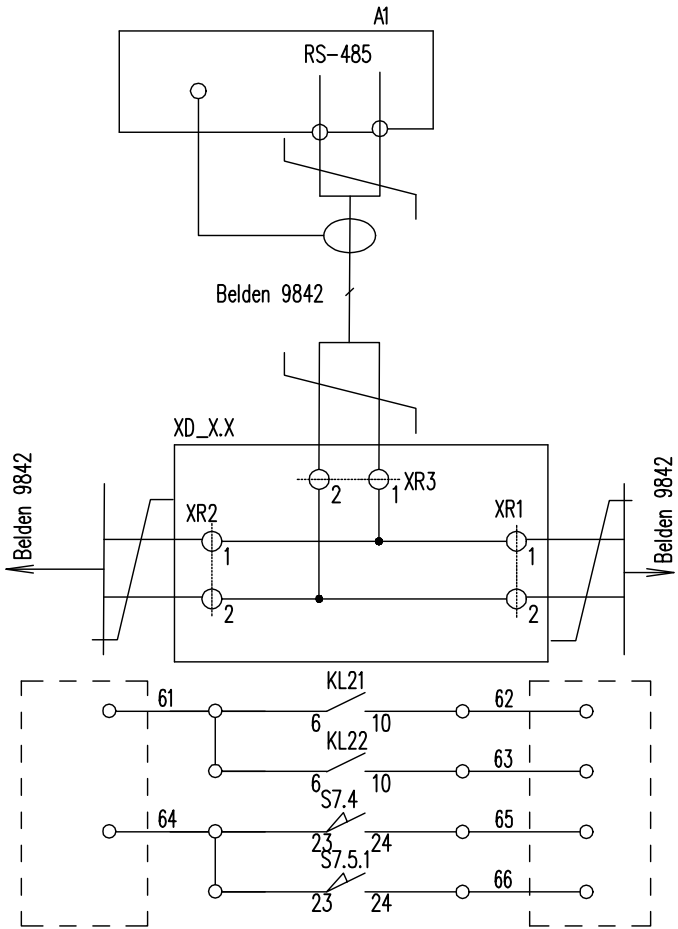 A1
RS-485
Belden 9842
XD_X.X
Belden 9842
2 1 XR3
Belden 9842
XR2 XR1
1 1
2 2
KL21
61 62
6 10
KL22
63
6 10
S7.4
64 65
23 24
S7.5.1
66
23 24